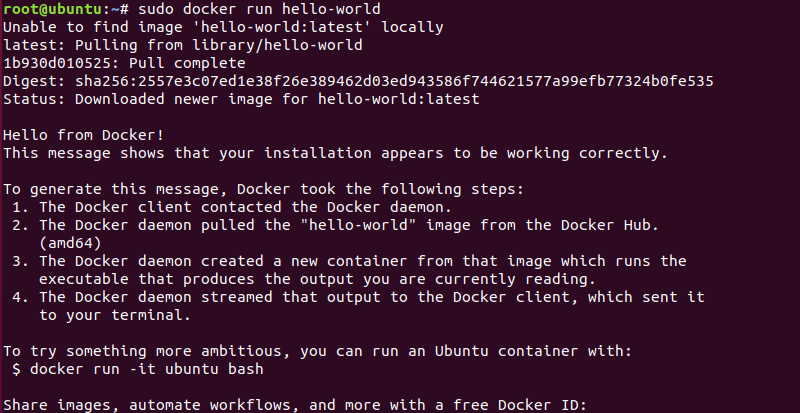 root@ubuntu:~# sudo docker run hello-world
Unable to find image 'hello-world:latest' locally
latest: Pulling from library/hello-world
1b930d010525: Pull complete
Digest: sha256:2557e3c07ed1e38f26e389462d03ed943586f744621577a99efb77324b0fe535
Status: Downloaded newer image for hello-world:latest

Hello from Docker!
This message shows that your installation appears to be working correctly.

To generate this message, Docker took the following steps:
 1. The Docker client contacted the Docker daemon.
 2. The Docker daemon pulled the "hello-world" image from the Docker Hub.
    (amd64)
 3. The Docker daemon created a new container from that image which runs the
    executable that produces the output you are currently reading.
 4. The Docker daemon streamed that output to the Docker client, which sent it
    to your terminal.

To try something more ambitious, you can run an Ubuntu container with:
 $ docker run -it ubuntu bash

Share images, automate workflows, and more with a free Docker ID: